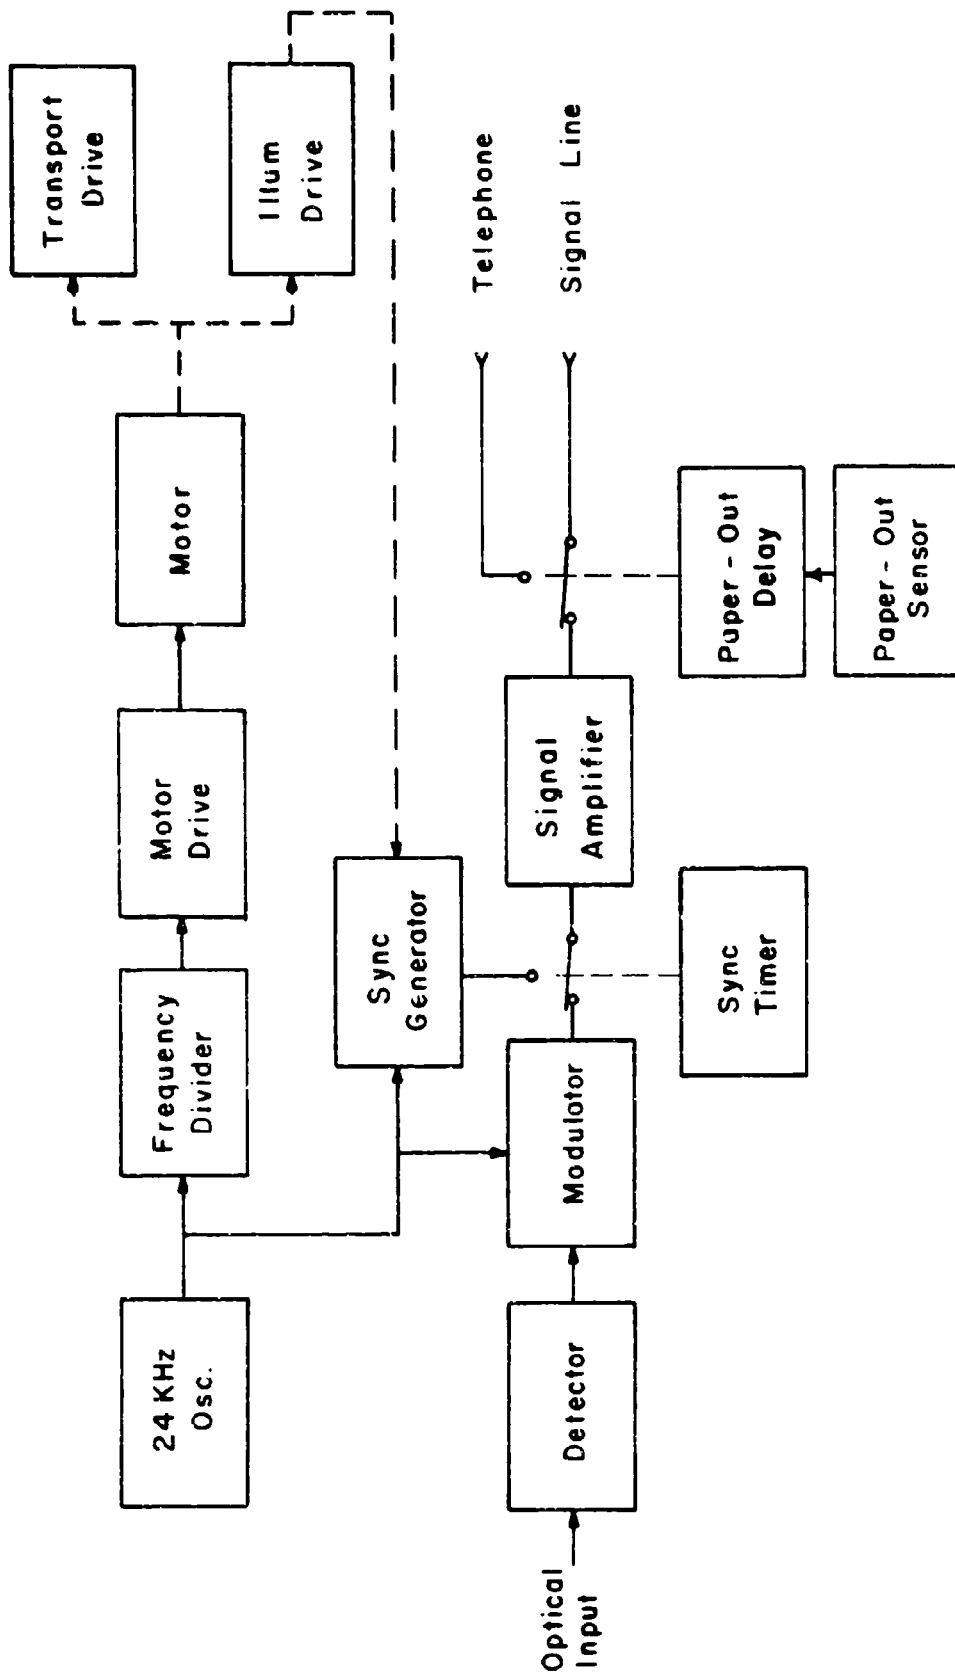 24 KHz
Osc.
Frequency
Divider
Motor
Drive
Motor
Transport
Drive
Illum
Drive
Sync
Generator
Optical
Input
Detector
Modulator
Signal
Amplifier
Telephone
Signal Line
Sync
Timer
Paper - Out
Delay
Paper - Out
Sensor